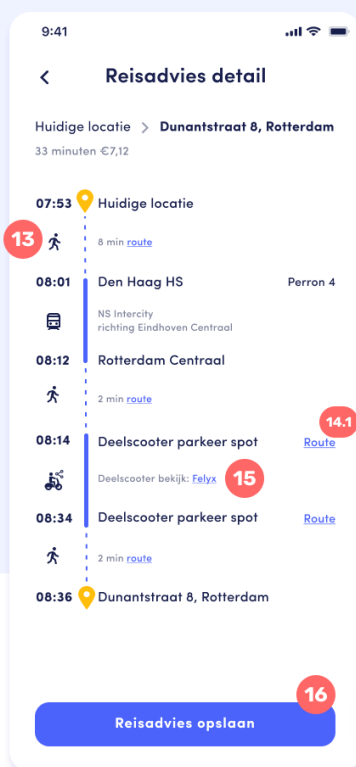 9:41
Reisadvies detail
Huidige locatie > Dunantstraat 8, Rotterdam
33 minuten €7,12
07:53 Huidige locatie
13 8 min route
08:01 Den Haag HS Perron 4
NS Intercity
richting Eindhoven Centraal
08:12 Rotterdam Centraal
2 min route
14.1
08:14 Deelscooter parkeer spot Route
Deelscooter bekijk: Felyx 15
08:34 Deelscooter parkeer spot Route
2 min route
08:36 Dunantstraat 8, Rotterdam
16
Reisadvies opslaan